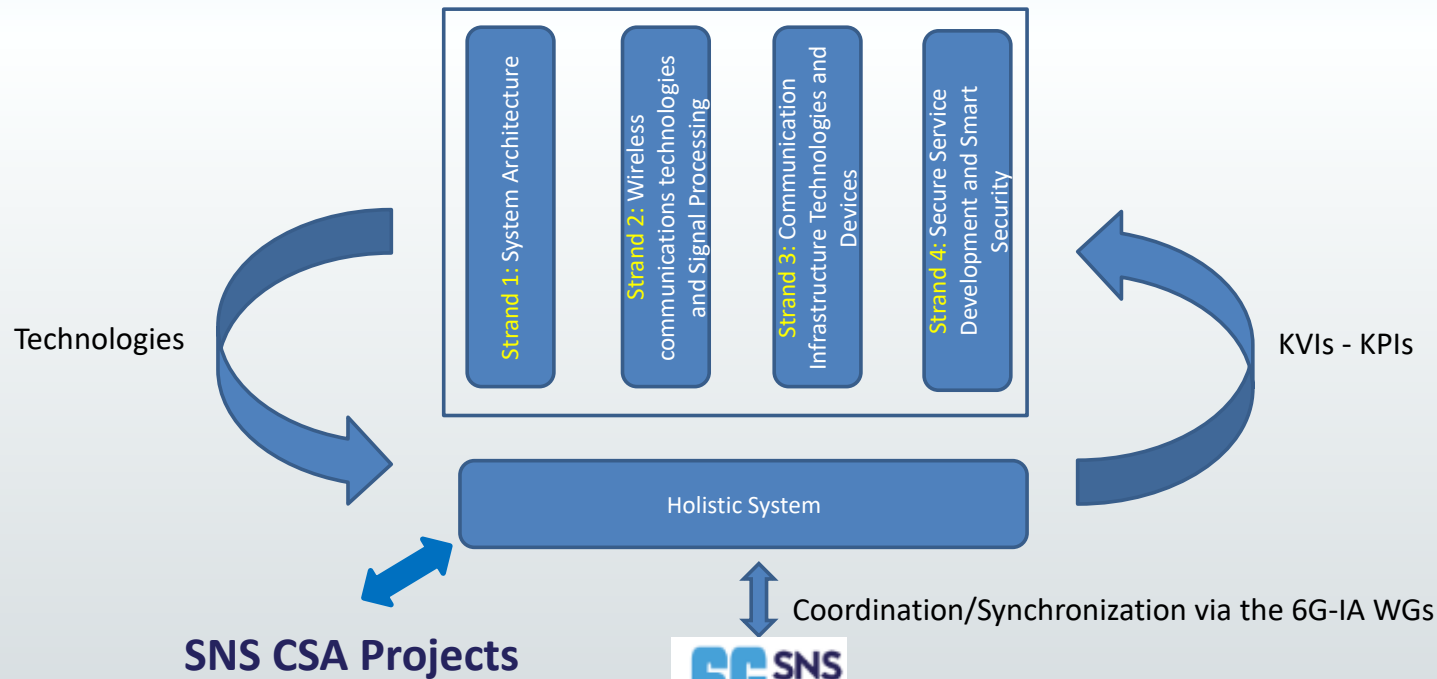 Strand 1: System Architecture
Strand 2: Wireless
communications technologies
and Signal Processing
Strand 3: Communication
Infrastructure Technologies and
Devices
Strand 4: Secure Service
Development and Smart
Security
Technologies
KVIs - KPIs
Holistic System
Coordination/Synchronization via the 6G-IA WGs
SNS CSA Projects
6G SNS